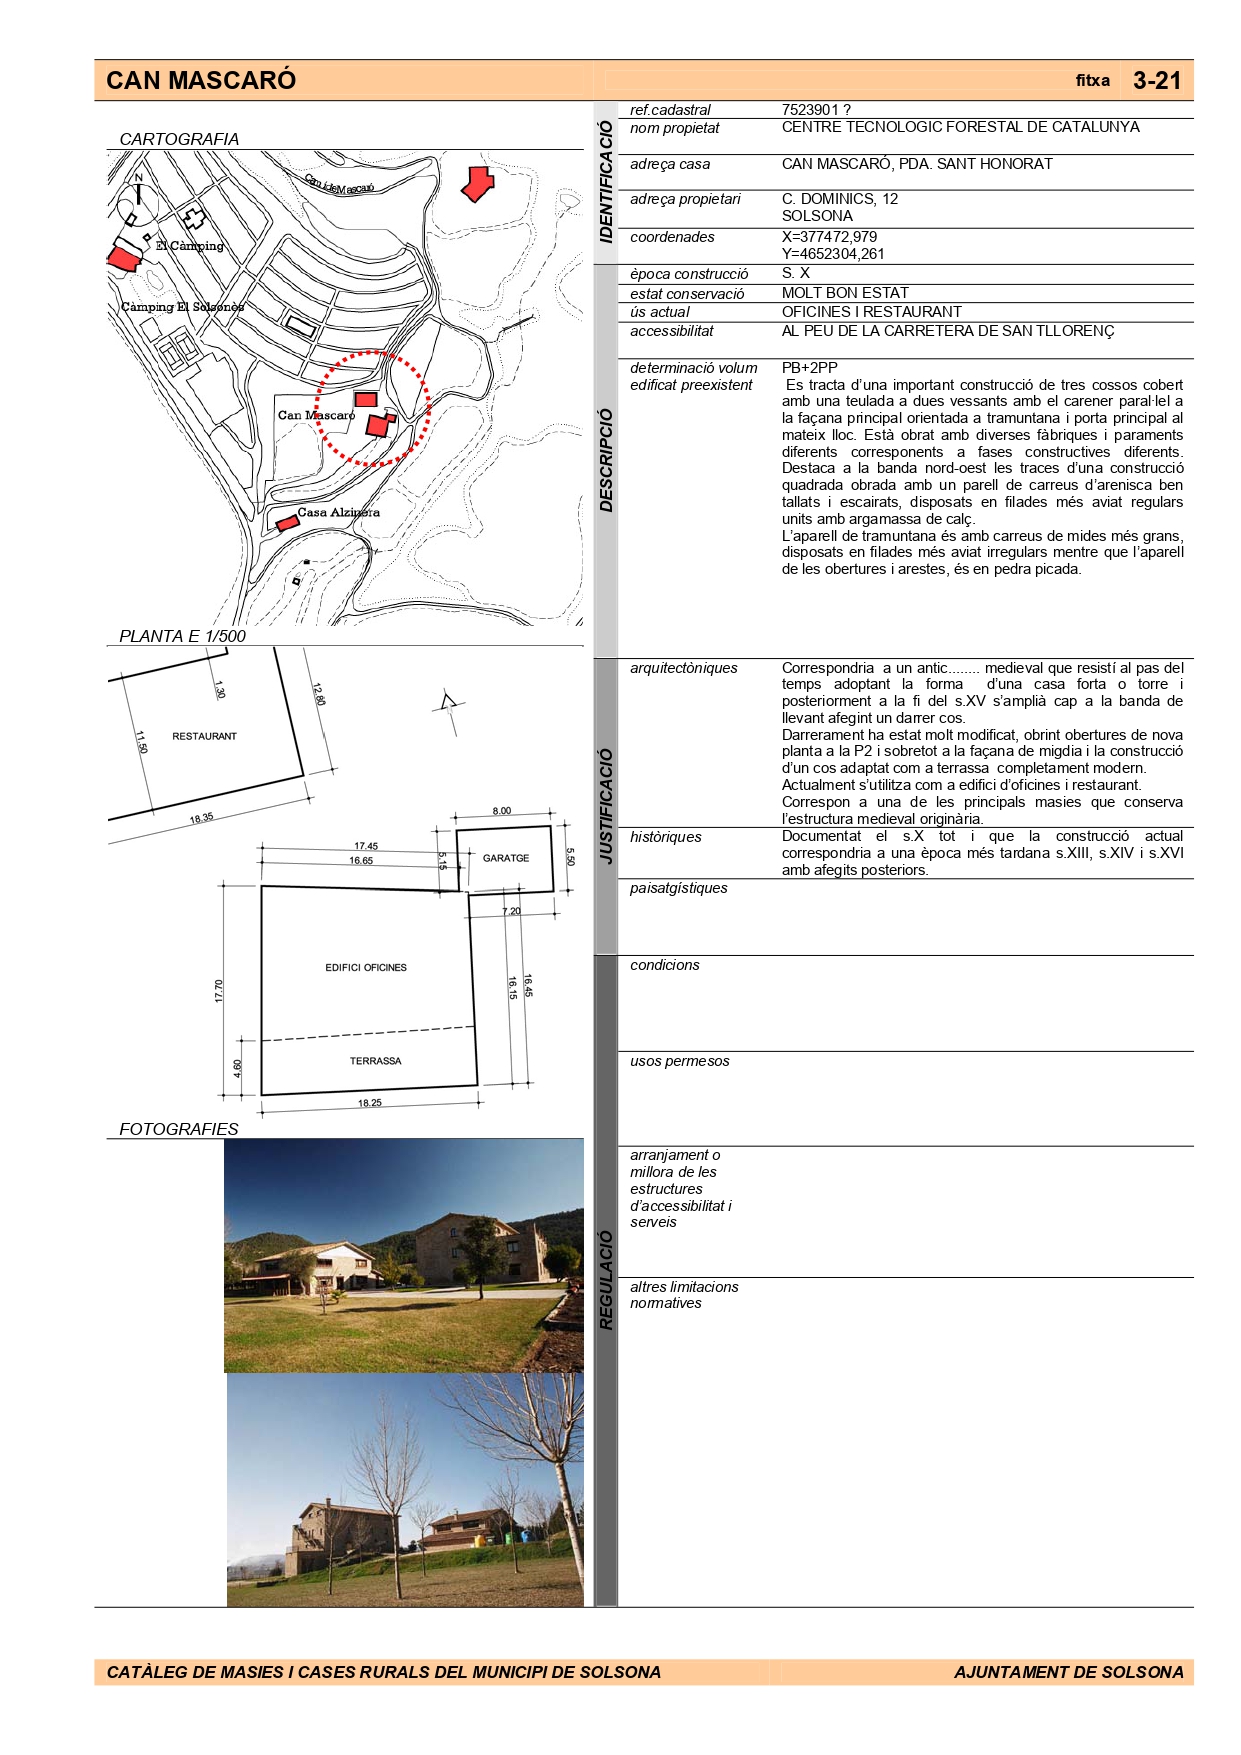 CAN MASCARÓ
fitxa 3-21
CARTOGRAFIA
N
Can ideMascaró
El Càmping
Càmping El Solsonès
Can Mascaró
Casa Alzinera
PLANTA E 1/500
1.30
12.60
11.50
RESTAURANT
18.35
8.00
17.45
16.65
5.15
GARATGE
5.50
7.20
EDIFICI OFICINES
17.70
16.15
16.45
4.60
TERRASSA
18.25
FOTOGRAFIES
IDENTIFICACIÓ
ref.cadastral 7523901 ?
nom propietat CENTRE TECNOLOGIC FORESTAL DE CATALUNYA
adreça casa CAN MASCARÓ, PDA. SANT HONORAT
adreça propietari C. DOMINICS, 12
SOLSONA
coordenades X=377472,979
Y=4652304,261
DESCRIPCIÓ
època construcció S. X
estat conservació MOLT BON ESTAT
ús actual OFICINES I RESTAURANT
accessibilitat AL PEU DE LA CARRETERA DE SAN TLLORENÇ
determinació volum PB+2PP
edificat preexistent Es tracta d’una important construcció de tres cossos cobert
amb una teulada a dues vessants amb el carener paral·lel a
la façana principal orientada a tramuntana i porta principal al
mateix lloc. Està obrat amb diverses fàbriques i paraments
diferents corresponents a fases constructives diferents.
Destaca a la banda nord-oest les traces d’una construcció
quadrada obrada amb un parell de carreus d’arenisca ben
tallats i escairats, disposats en filades més aviat regulars
units amb argamassa de calç.
L’aparell de tramuntana és amb carreus de mides més grans,
disposats en filades més aviat irregulars mentre que l’aparell
de les obertures i arestes, és en pedra picada.
JUSTIFICACIÓ
arquitectòniques Correspondria a un antic........ medieval que resistí al pas del
temps adoptant la forma d’una casa forta o torre i
posteriorment a la fi del s.XV s’amplià cap a la banda de
llevant afegint un darrer cos.
Darrerament ha estat molt modificat, obrint obertures de nova
planta a la P2 i sobretot a la façana de migdia i la construcció
d’un cos adaptat com a terrassa completament modern.
Actualment s’utilitza com a edifici d’oficines i restaurant.
Correspon a una de les principals masies que conserva
l’estructura medieval originària.
històriques Documentat el s.X tot i que la construcció actual
correspondria a una època més tardana s.XIII, s.XIV i s.XVI
amb afegits posteriors.
paisatgístiques
REGULACIÓ
condicions
usos permesos
arranjament o
millora de les
estructures
d’accessibilitat i
serveis
altres limitacions
normatives
CATÀLEG DE MASIES I CASES RURALS DEL MUNICIPI DE SOLSONA
AJUNTAMENT DE SOLSONA